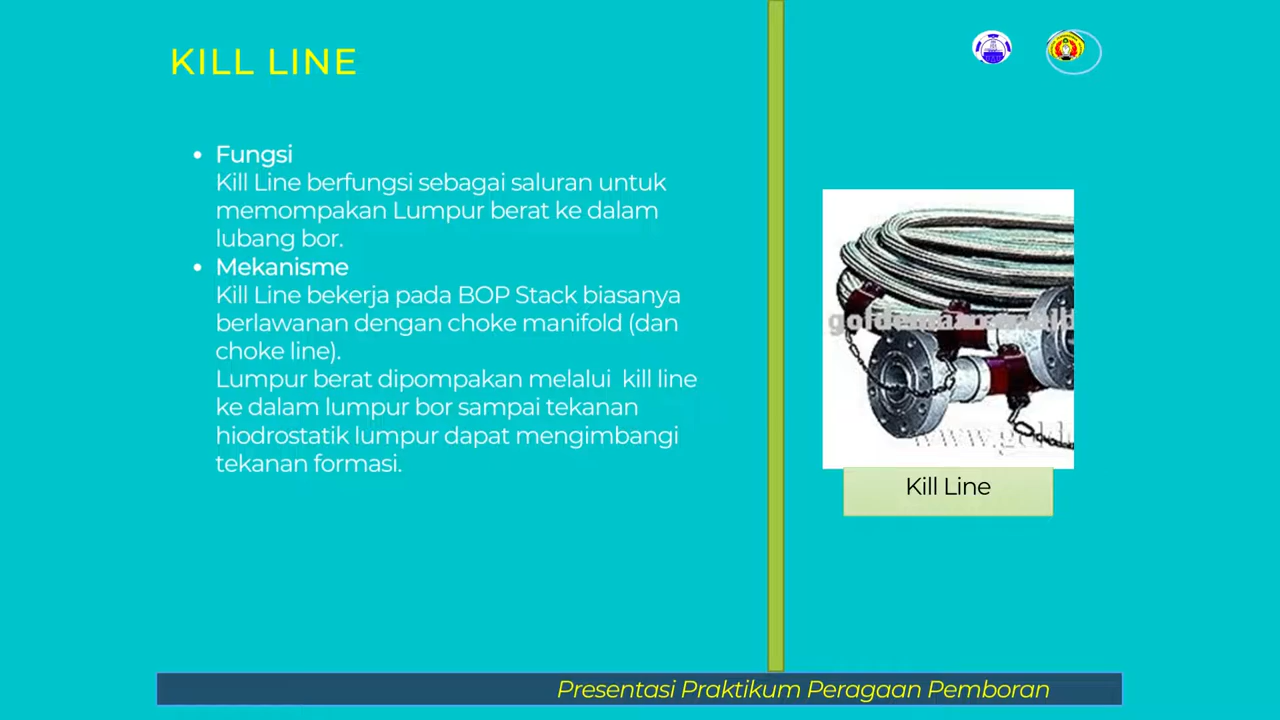 KILL LINE
• Fungsi
Kill Line berfungsi sebagai saluran untuk
memompakan Lumpur berat ke dalam
lubang bor.
• Mekanisme
Kill Line bekerja pada BOP Stack biasanya
berlawanan dengan choke manifold (dan
choke line).
Lumpur berat dipompakan melalui kill line
ke dalam lumpur bor sampai tekanan
hiodrostatik lumpur dapat mengimbangi
tekanan formasi.
Kill Line
Presentasi Praktikum Peragaan Pemboran